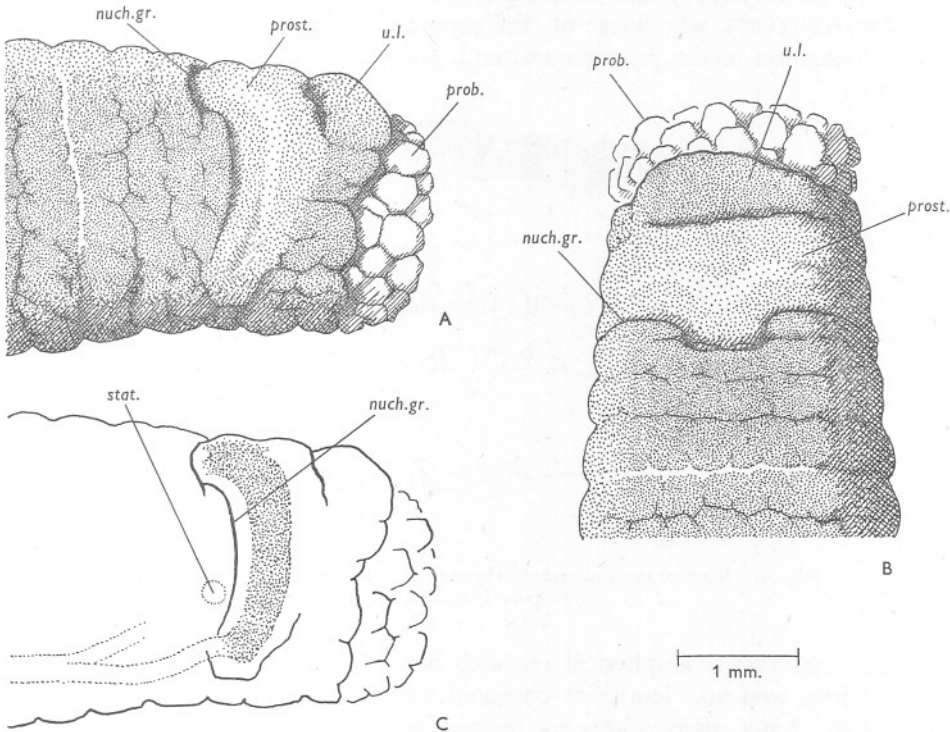 nuch.gr.
prost.
u.l.
prob.
A
prob.
u.l.
prost.
nuch.gr.
B
stat.
nuch.gr.
C
1 mm.